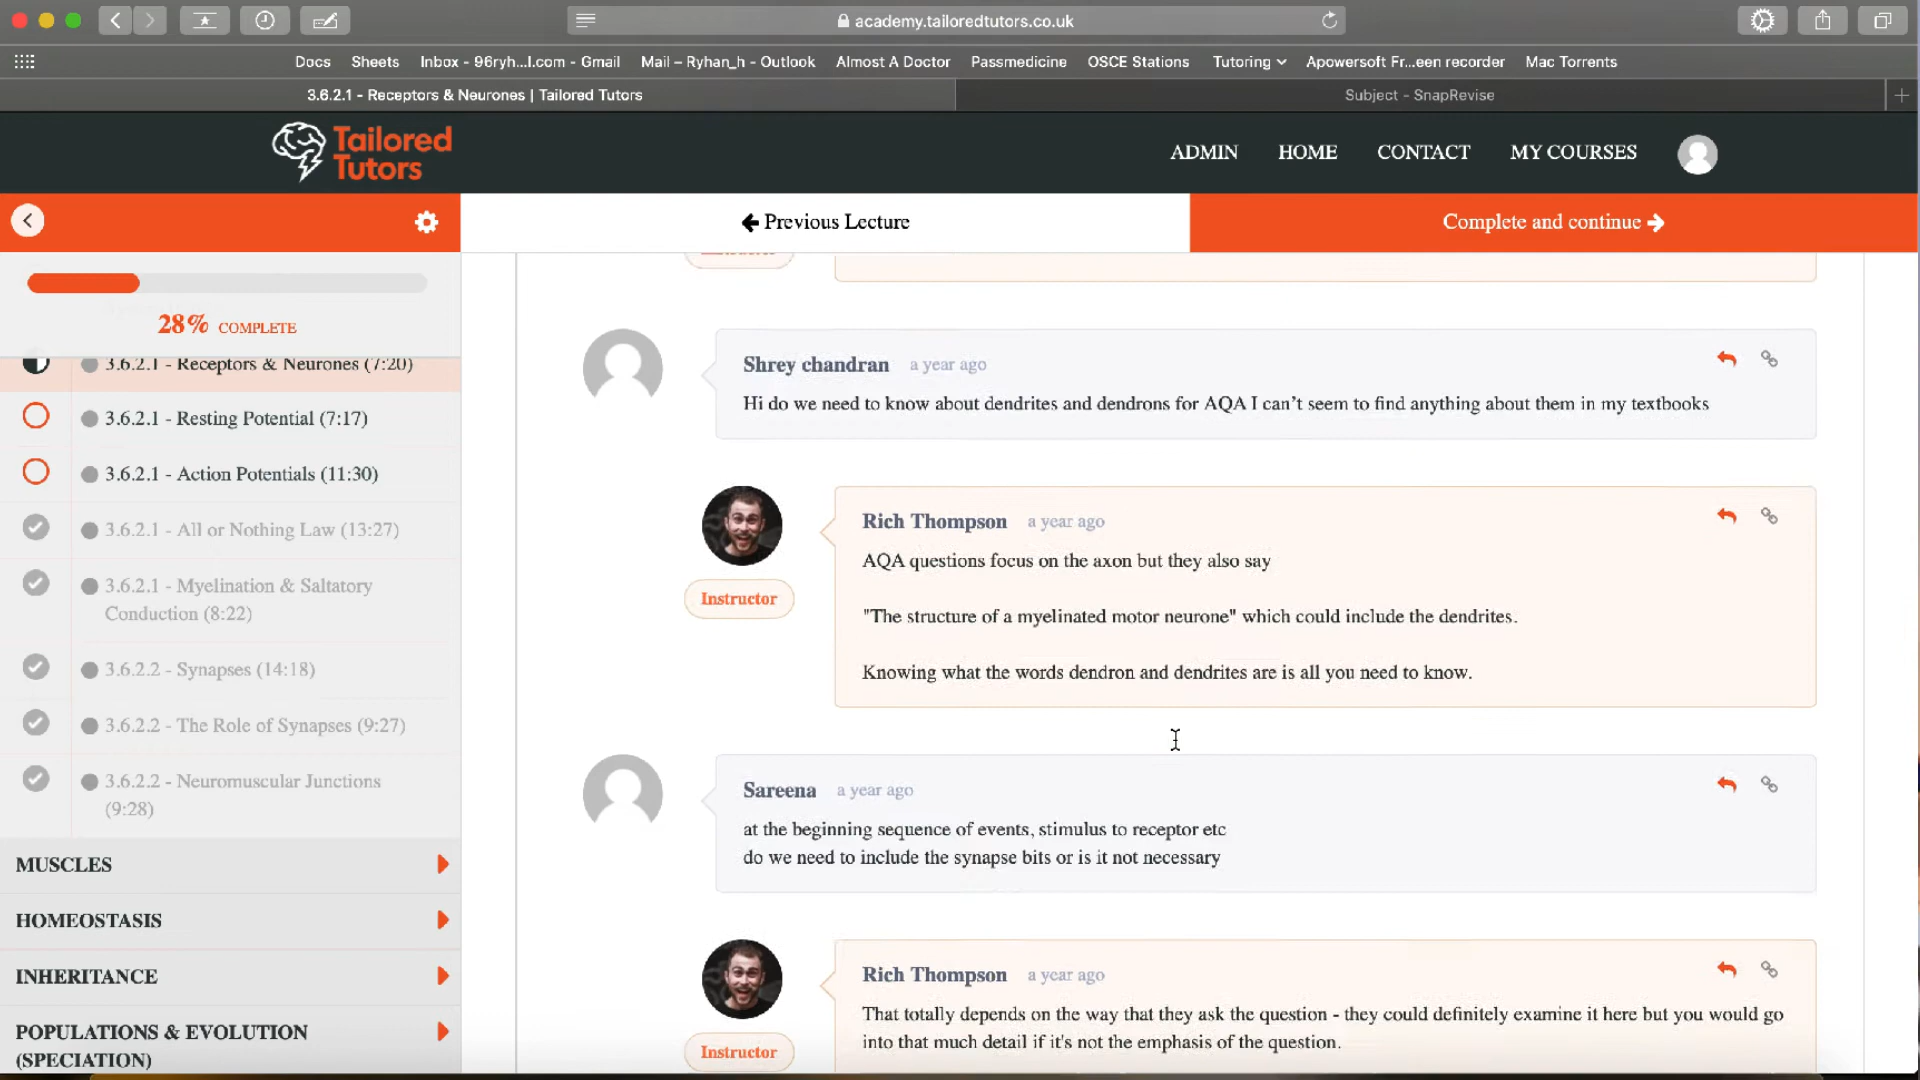 academy.tailoredtutors.co.uk
Docs Sheets Inbox - 96ryh...l.com - Gmail Mail – Ryhan_h - Outlook Almost A Doctor Passmedicine OSCE Stations Tutoring Apowersoft Fr...een recorder Mac Torrents
3.6.2.1 - Receptors & Neurones | Tailored Tutors
Subject - SnapRevise
Tailored
Tutors
ADMIN HOME CONTACT MY COURSES
Previous Lecture
Complete and continue
28% COMPLETE
3.6.2.1 - Receptors & Neurones (7:20)
3.6.2.1 - Resting Potential (7:17)
3.6.2.1 - Action Potentials (11:30)
3.6.2.1 - All or Nothing Law (13:27)
3.6.2.1 - Myelination & Saltatory
Conduction (8:22)
3.6.2.2 - Synapses (14:18)
3.6.2.2 - The Role of Synapses (9:27)
3.6.2.2 - Neuromuscular Junctions
(9:28)
MUSCLES
HOMEOSTASIS
INHERITANCE
POPULATIONS & EVOLUTION
(SPECIATION)
Shrey chandran a year ago
Hi do we need to know about dendrites and dendrons for AQA I can’t seem to find anything about them in my textbooks
Rich Thompson a year ago
Instructor
AQA questions focus on the axon but they also say
"The structure of a myelinated motor neurone" which could include the dendrites.
Knowing what the words dendron and dendrites are is all you need to know.
Sareena a year ago
at the beginning sequence of events, stimulus to receptor etc
do we need to include the synapse bits or is it not necessary
Rich Thompson a year ago
Instructor
That totally depends on the way that they ask the question - they could definitely examine it here but you would go
into that much detail if it's not the emphasis of the question.